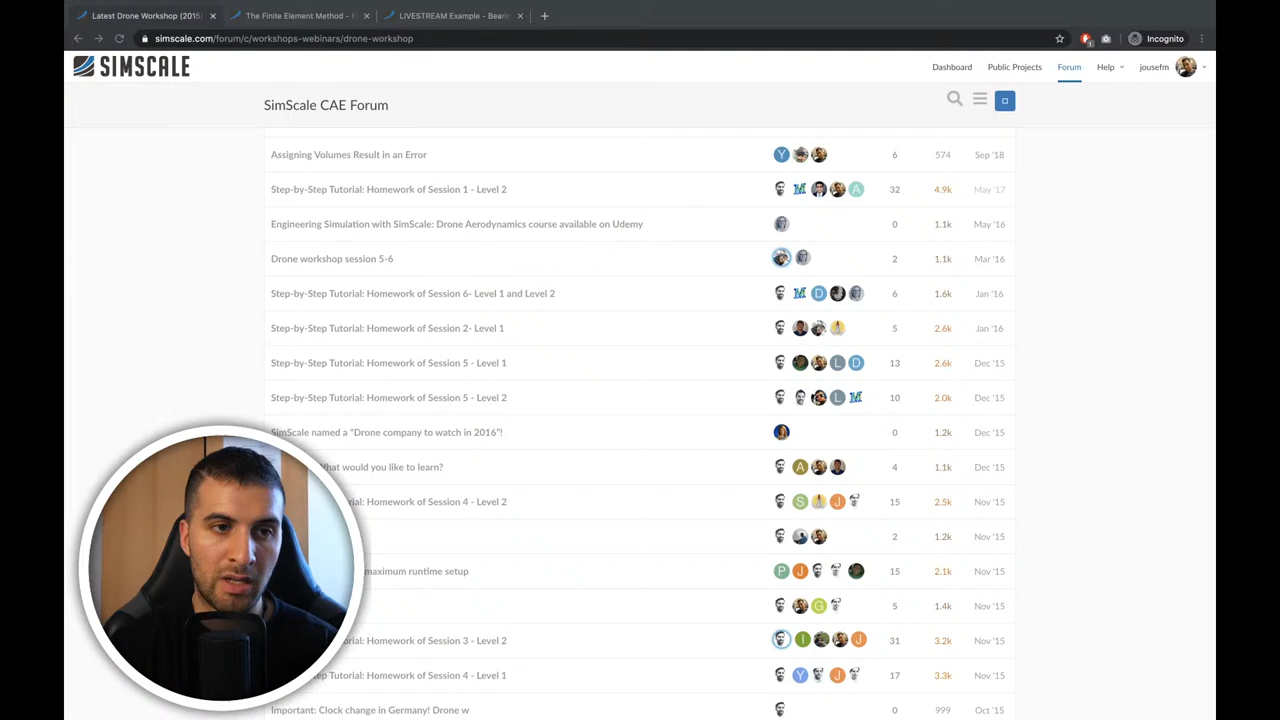 Latest Drone Workshop (2015)
The Finite Element Method - F
LIVESTREAM Example - Bearin
simscale.com/forum/c/workshops-webinars/drone-workshop
Incognito
SIMSCALE
Dashboard Public Projects Forum Help jousefm
SimScale CAE Forum
Assigning Volumes Result in an Error Y 6 574 Sep '18
Step-by-Step Tutorial: Homework of Session 1 - Level 2 A 32 4.9k May '17
Engineering Simulation with SimScale: Drone Aerodynamics course available on Udemy 0 1.1k May '16
Drone workshop session 5-6 2 1.1k Mar '16
Step-by-Step Tutorial: Homework of Session 6- Level 1 and Level 2 D 6 1.6k Jan '16
Step-by-Step Tutorial: Homework of Session 2- Level 1 5 2.6k Jan '16
Step-by-Step Tutorial: Homework of Session 5 - Level 1 L D 13 2.6k Dec '15
Step-by-Step Tutorial: Homework of Session 5 - Level 2 L 10 2.0k Dec '15
SimScale named a "Drone company to watch in 2016"! 0 1.2k Dec '15
What would you like to learn? A 4 1.1k Dec '15
rial: Homework of Session 4 - Level 2 S J 15 2.5k Nov '15
2 1.2k Nov '15
maximum runtime setup P J 15 2.1k Nov '15
G 5 1.4k Nov '15
rial: Homework of Session 3 - Level 2 I J 31 3.2k Nov '15
tep Tutorial: Homework of Session 4 - Level 1 Y J 17 3.3k Nov '15
Important: Clock change in Germany! Drone w 0 999 Oct '15